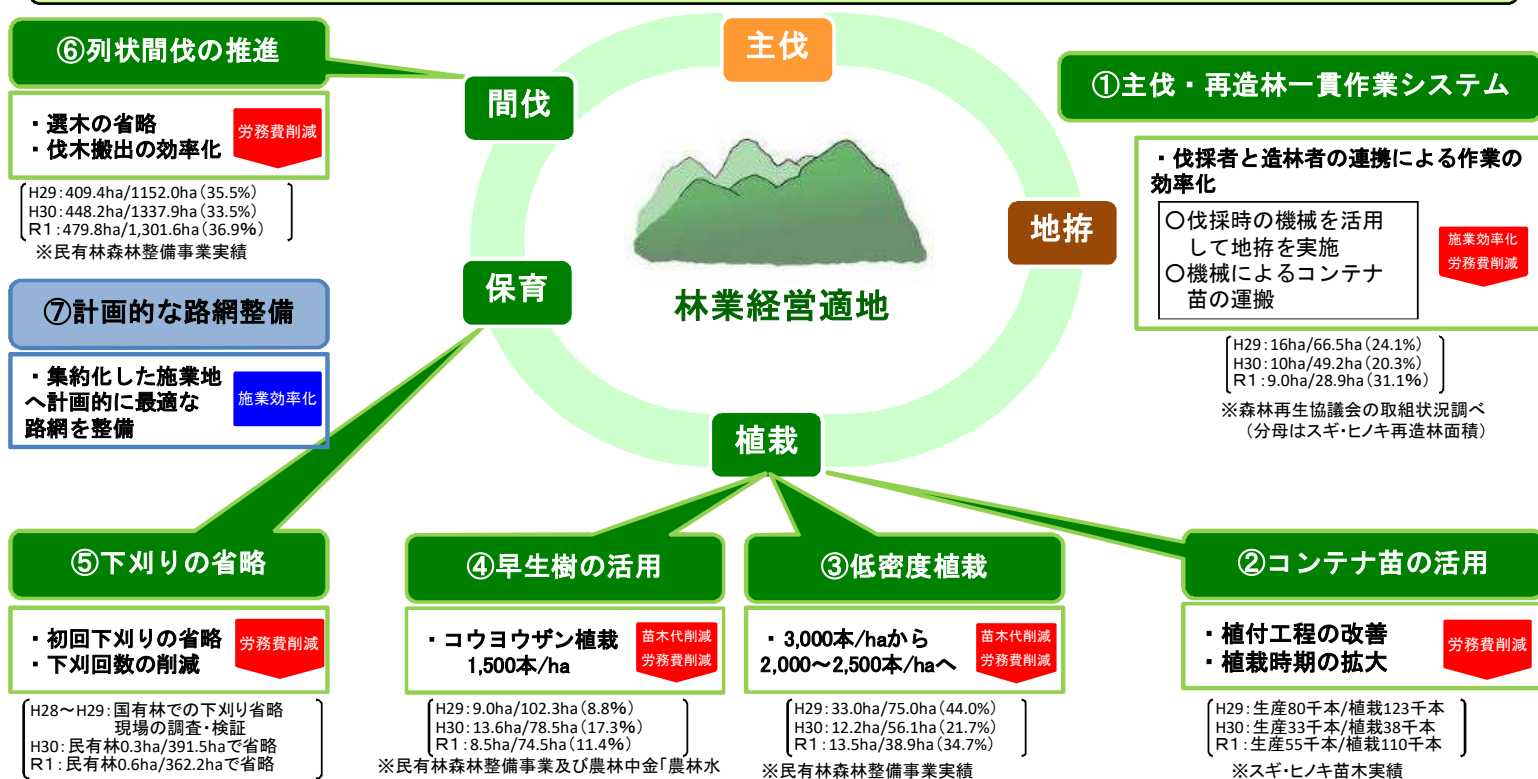 主伐
①主伐・再造林一貫作業システム
・伐採者と造林者の連携による作業の
効率化
〇伐採時の機械を活用
して地拵を実施
〇機械によるコンテナ
苗の運搬
施業効率化
労務費削減
H29:16ha/66.5ha(24.1%)
H30:10ha/49.2ha(20.3%)
R1:9.0ha/28.9ha(31.1%)
※森林再生協議会の取組状況調べ
(分母はスギ・ヒノキ再造林面積)
地拵
林業経営適地
植栽
②コンテナ苗の活用
・植付工程の改善
・植栽時期の拡大
労務費削減
H29:生産80千本/植栽123千本
H30:生産33千本/植栽38千本
R1:生産55千本/植栽110千本
※スギ・ヒノキ苗木実績
③低密度植栽
・3,000本/haから
2,000~2,500本/haへ
苗木代削減
労務費削減
H29:33.0ha/75.0ha(44.0%)
H30:12.2ha/56.1ha(21.7%)
R1:13.5ha/38.9ha(34.7%)
※民有林森林整備事業実績
④早生樹の活用
・コウヨウザン植栽
1,500本/ha
苗木代削減
労務費削減
H29:9.0ha/102.3ha(8.8%)
H30:13.6ha/78.5ha(17.3%)
R1:8.5ha/74.5ha(11.4%)
※民有林森林整備事業及び農林中金「農林水
保育
⑤下刈りの省略
・初回下刈りの省略
・下刈回数の削減
労務費削減
H28~H29:国有林での下刈り省略
現場の調査・検証
H30:民有林0.3ha/391.5haで省略
R1:民有林0.6ha/362.2haで省略
間伐
⑥列状間伐の推進
・選木の省略
・伐木搬出の効率化
労務費削減
H29:409.4ha/1152.0ha(35.5%)
H30:448.2ha/1337.9ha(33.5%)
R1:479.8ha/1,301.6ha(36.9%)
※民有林森林整備事業実績
⑦計画的な路網整備
・集約化した施業地
へ計画的に最適な
路網を整備
施業効率化